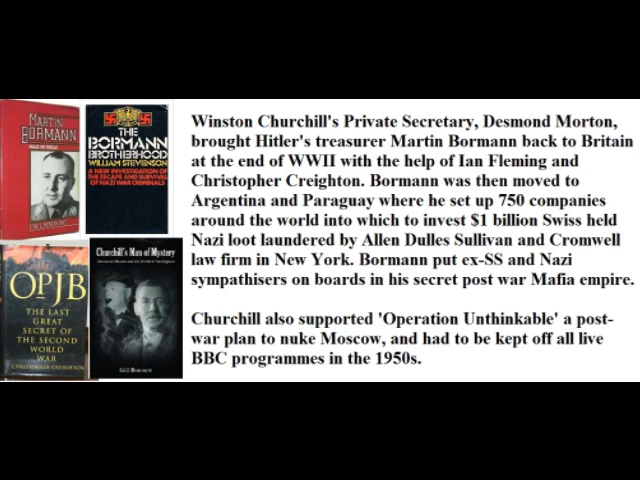 MARTIN
BORMANN
THE
BORMANN
BROTHERHOOD
WILLIAM STEVENSON
A NEW INVESTIGATION OF
THE ESCAPE AND SURVIVAL
OF NAZI WAR CRIMINALS
OPJB
THE LAST
GREAT
SECRET OF
THE SECOND
WORLD
WAR
CHRISTOPHER CREIGHTON
Churchill's Man of Mystery
Winston Churchill's Private Secretary, Desmond Morton,
brought Hitler's treasurer Martin Bormann back to Britain
at the end of WWII with the help of Ian Fleming and
Christopher Creighton. Bormann was then moved to
Argentina and Paraguay where he set up 750 companies
around the world into which to invest $1 billion Swiss held
Nazi loot laundered by Allen Dulles Sullivan and Cromwell
law firm in New York. Bormann put ex-SS and Nazi
sympathisers on boards in his secret post war Mafia empire.
Churchill also supported 'Operation Unthinkable' a post-
war plan to nuke Moscow, and had to be kept off all live
BBC programmes in the 1950s.